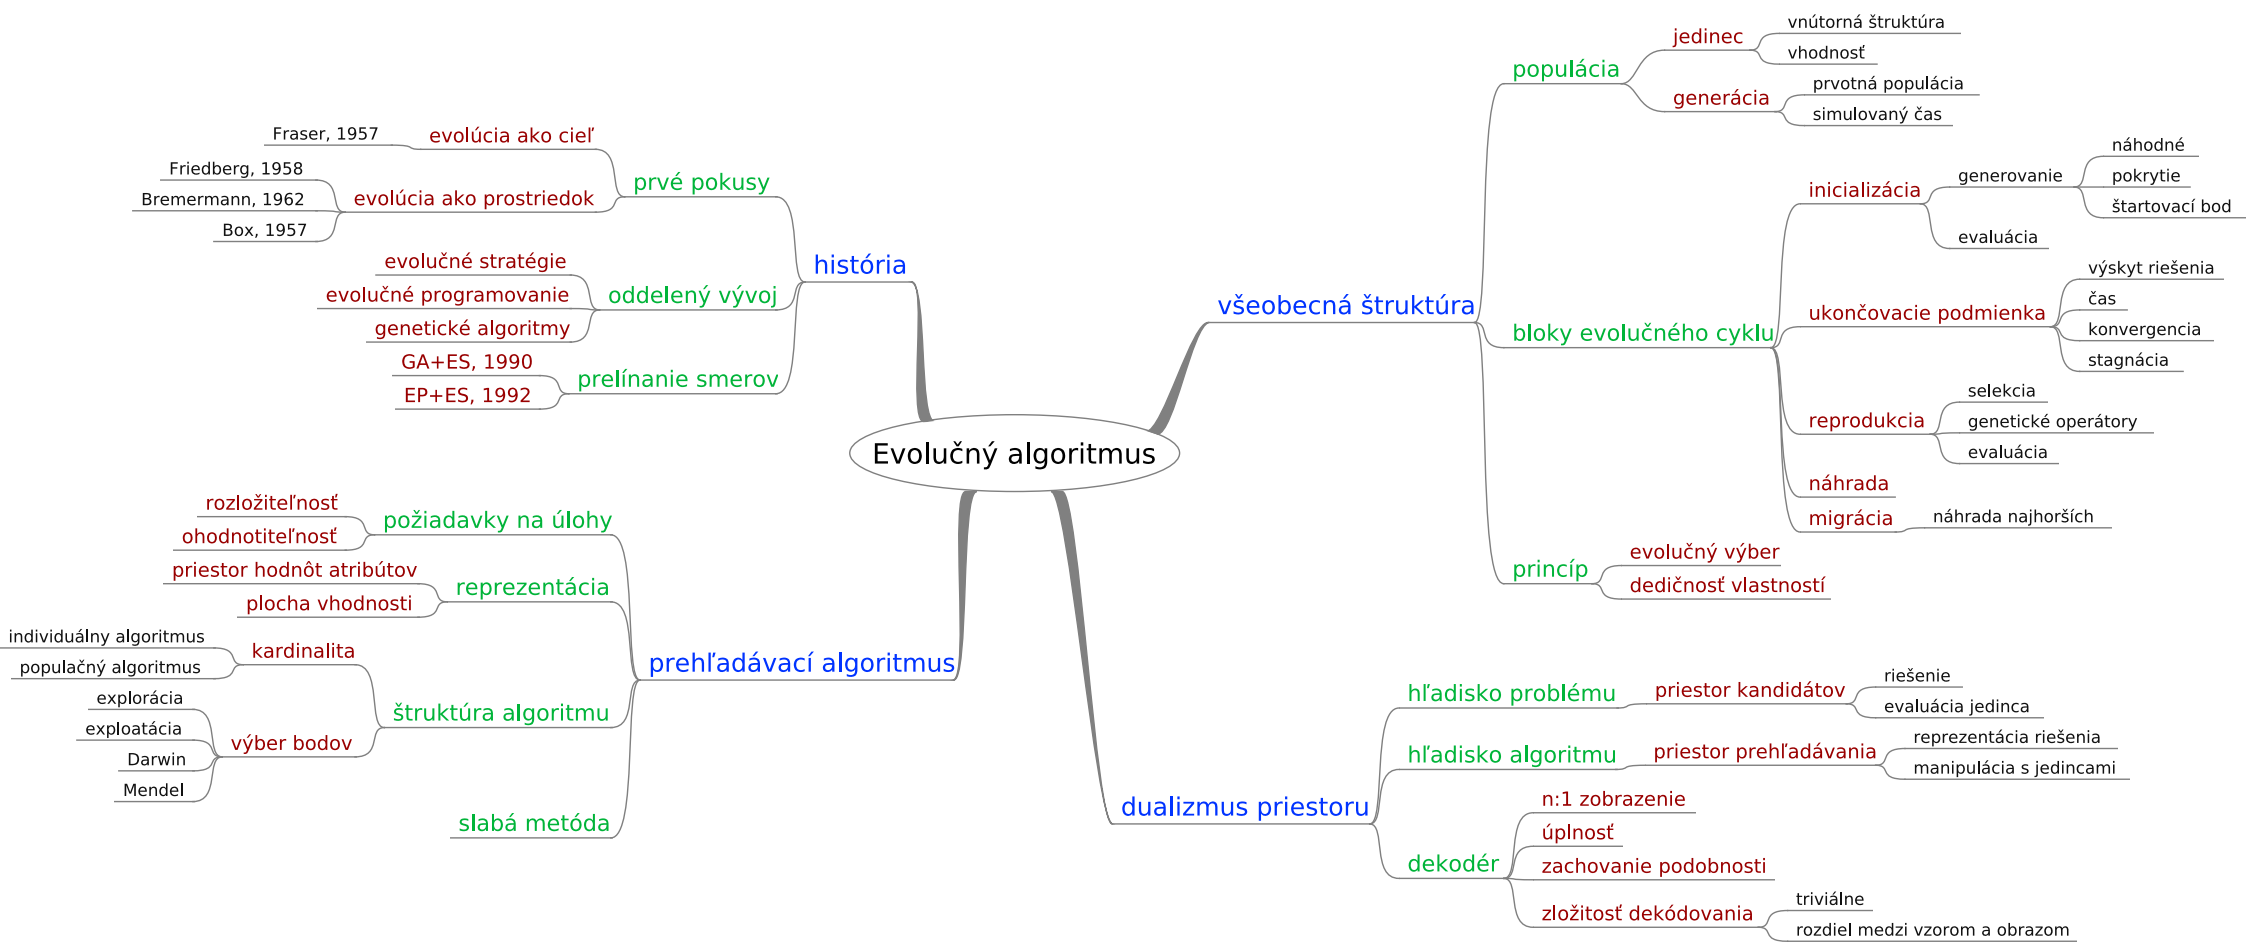 Evolučný algoritmus
história
prvé pokusy
evolúcia ako cieľ
Fraser, 1957
evolúcia ako prostriedok
Friedberg, 1958
Bremermann, 1962
Box, 1957
oddelený vývoj
evolučné stratégie
evolučné programovanie
genetické algoritmy
prelínanie smerov
GA+ES, 1990
EP+ES, 1992
prehľadávací algoritmus
požiadavky na úlohy
rozložiteľnosť
ohodnotiteľnosť
reprezentácia
priestor hodnôt atribútov
plocha vhodnosti
štruktúra algoritmu
kardinalita
individuálny algoritmus
populačný algoritmus
výber bodov
explorácia
exploatácia
Darwin
Mendel
slabá metóda
všeobecná štruktúra
populácia
jedinec
vnútorná štruktúra
vhodnosť
generácia
prvotná populácia
simulovaný čas
bloky evolučného cyklu
inicializácia
generovanie
náhodné
pokrytie
štartovací bod
evaluácia
ukončovacie podmienka
výskyt riešenia
čas
konvergencia
stagnácia
reprodukcia
selekcia
genetické operátory
evaluácia
náhrada
migrácia
náhrada najhorších
princíp
evolučný výber
dedičnosť vlastností
dualizmus priestoru
hľadisko problému
priestor kandidátov
riešenie
evaluácia jedinca
hľadisko algoritmu
priestor prehľadávania
reprezentácia riešenia
manipulácia s jedincami
dekodér
n:1 zobrazenie
úplnosť
zachovanie podobnosti
zložitosť dekódovania
triviálne
rozdiel medzi vzorom a obrazom